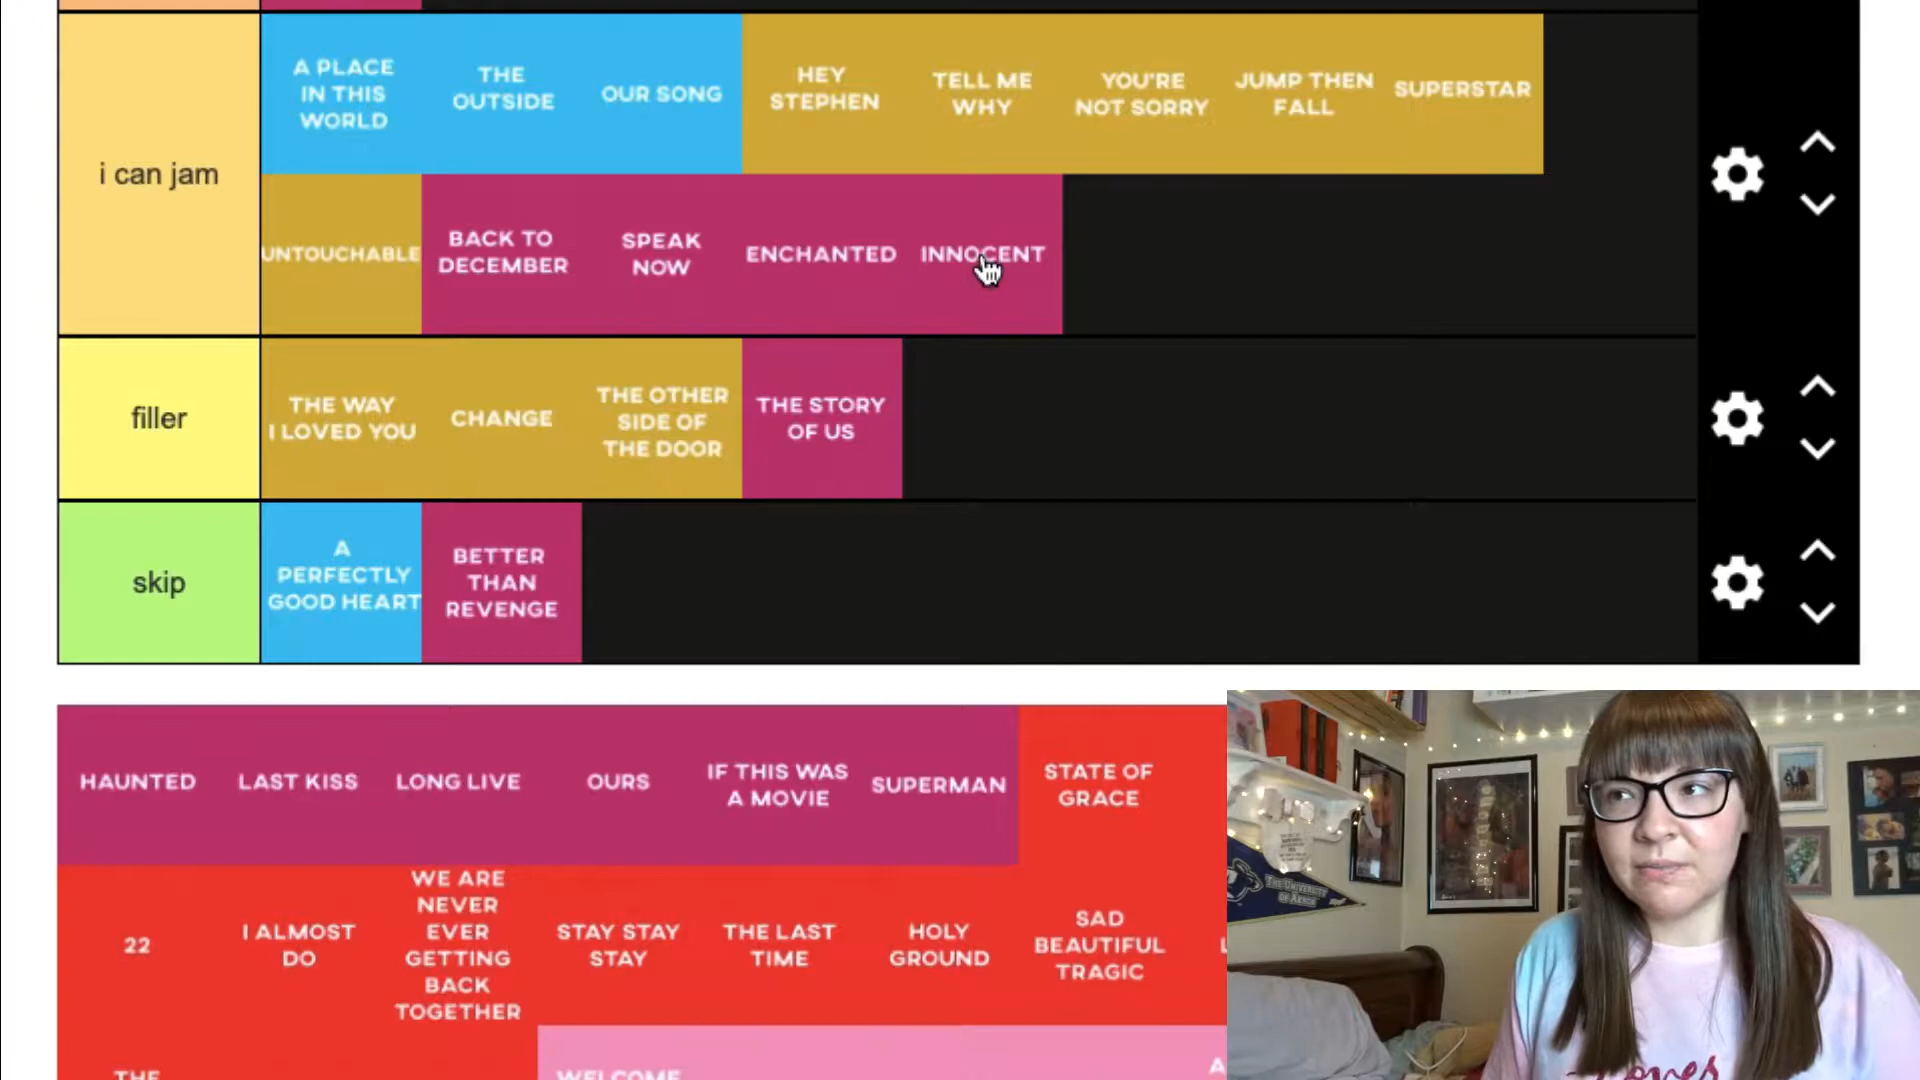 A PLACE
IN THIS
WORLD
THE
OUTSIDE
OUR SONG
HEY
STEPHEN
TELL ME
WHY
YOU'RE
NOT SORRY
JUMP THEN
FALL
SUPERSTAR
i can jam
UNTOUCHABLE
BACK TO
DECEMBER
SPEAK
NOW
ENCHANTED
INNOCENT
filler
THE WAY
I LOVED YOU
CHANGE
THE OTHER
SIDE OF
THE DOOR
THE STORY
OF US
skip
A
PERFECTLY
GOOD HEART
BETTER
THAN
REVENGE
HAUNTED
LAST KISS
LONG LIVE
OURS
IF THIS WAS
A MOVIE
SUPERMAN
STATE OF
GRACE
22
I ALMOST
DO
WE ARE
NEVER
EVER
GETTING
BACK
TOGETHER
STAY STAY
STAY
THE LAST
TIME
HOLY
GROUND
SAD
BEAUTIFUL
TRAGIC
THE
WELCOME
THE UNIVERSITY